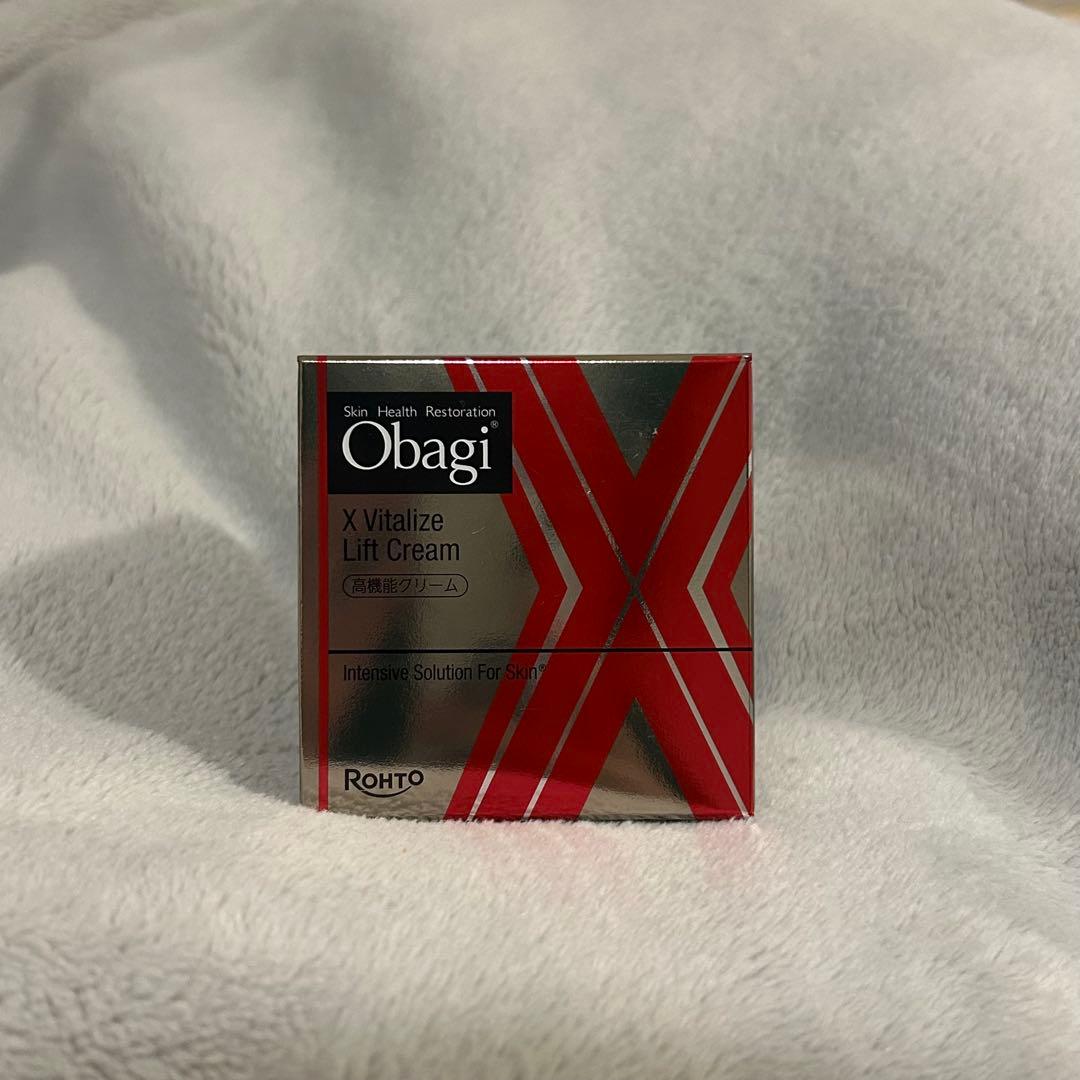 Skin Health Restoration
Obagi®
X Vitalize
Lift Cream
高機能クリーム
Intensive Solution For Skin®
ROHTO